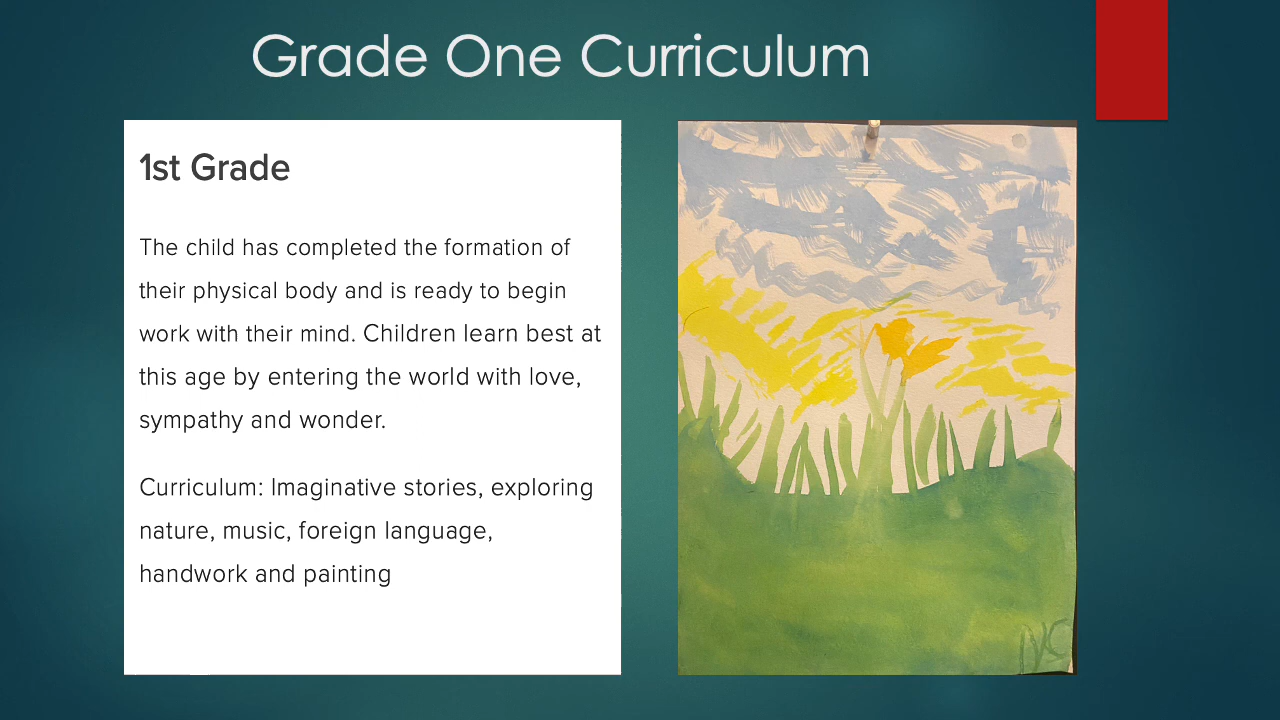 Grade One Curriculum
1st Grade
The child has completed the formation of
their physical body and is ready to begin
work with their mind. Children learn best at
this age by entering the world with love,
sympathy and wonder.
Curriculum: Imaginative stories, exploring
nature, music, foreign language,
handwork and painting